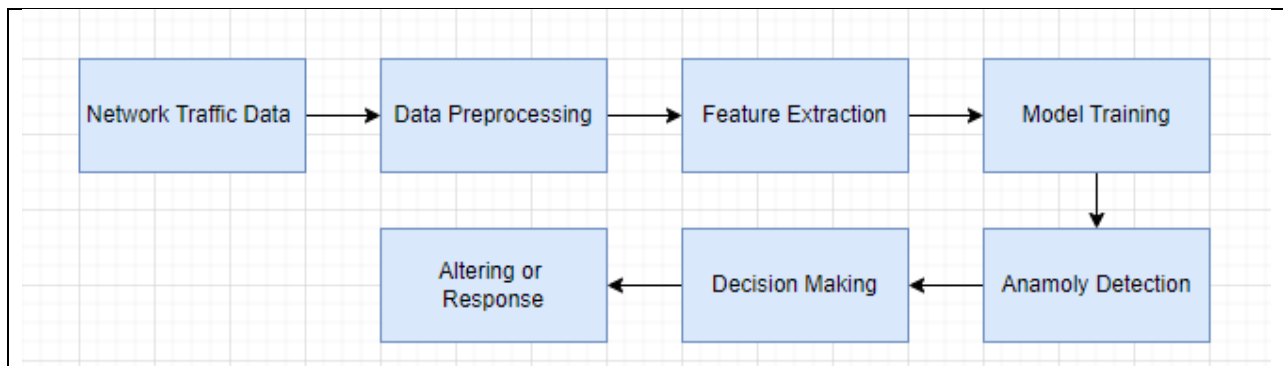 Network Traffic Data
Data Preprocessing
Feature Extraction
Model Training
Anamoly Detection
Decision Making
Altering or
Response